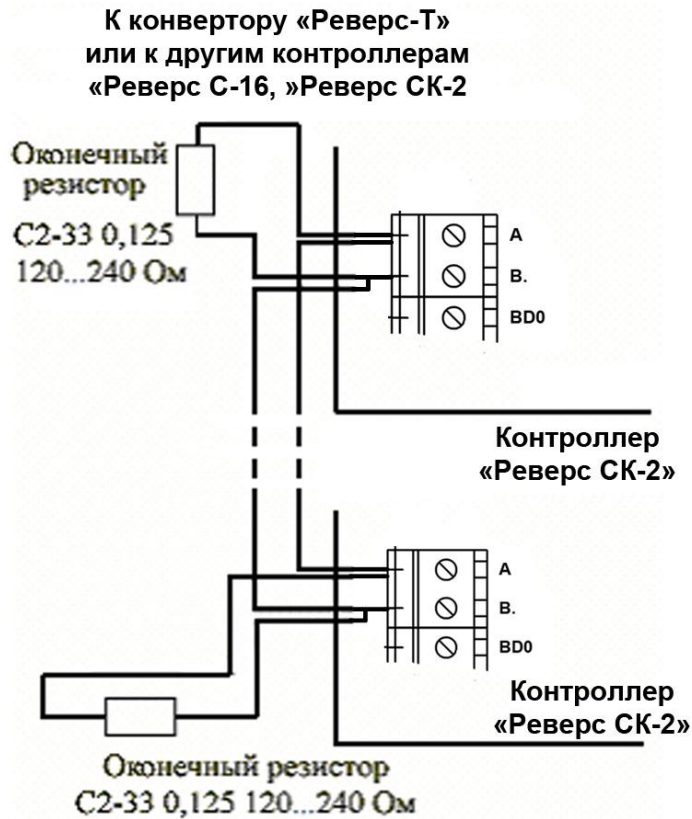 К конвертору «Реверс-Т»
или к другим контроллерам
«Реверс С-16, »Реверс СК-2
Оконечный
резистор
С2-33 0,125
120...240 Ом
A
B.
BD0
Контроллер
«Реверс СК-2»
A
B.
BD0
Контроллер
«Реверс СК-2»
Оконечный резистор
С2-33 0,125 120...240 Ом